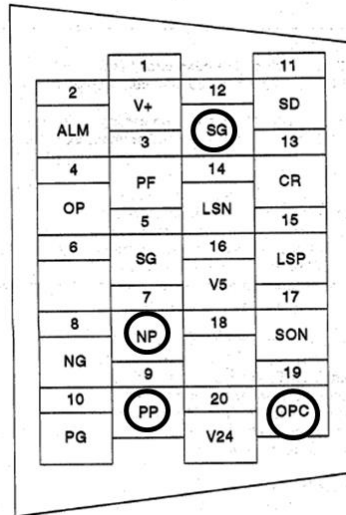 1
11
2
12
V+
SD
ALM
SG
3
13
4
14
PF
CR
OP
LSN
5
15
6
16
SG
LSP
V5
7
17
8
18
NP
SON
NG
9
19
10
20
PP
OPC
PG
V24